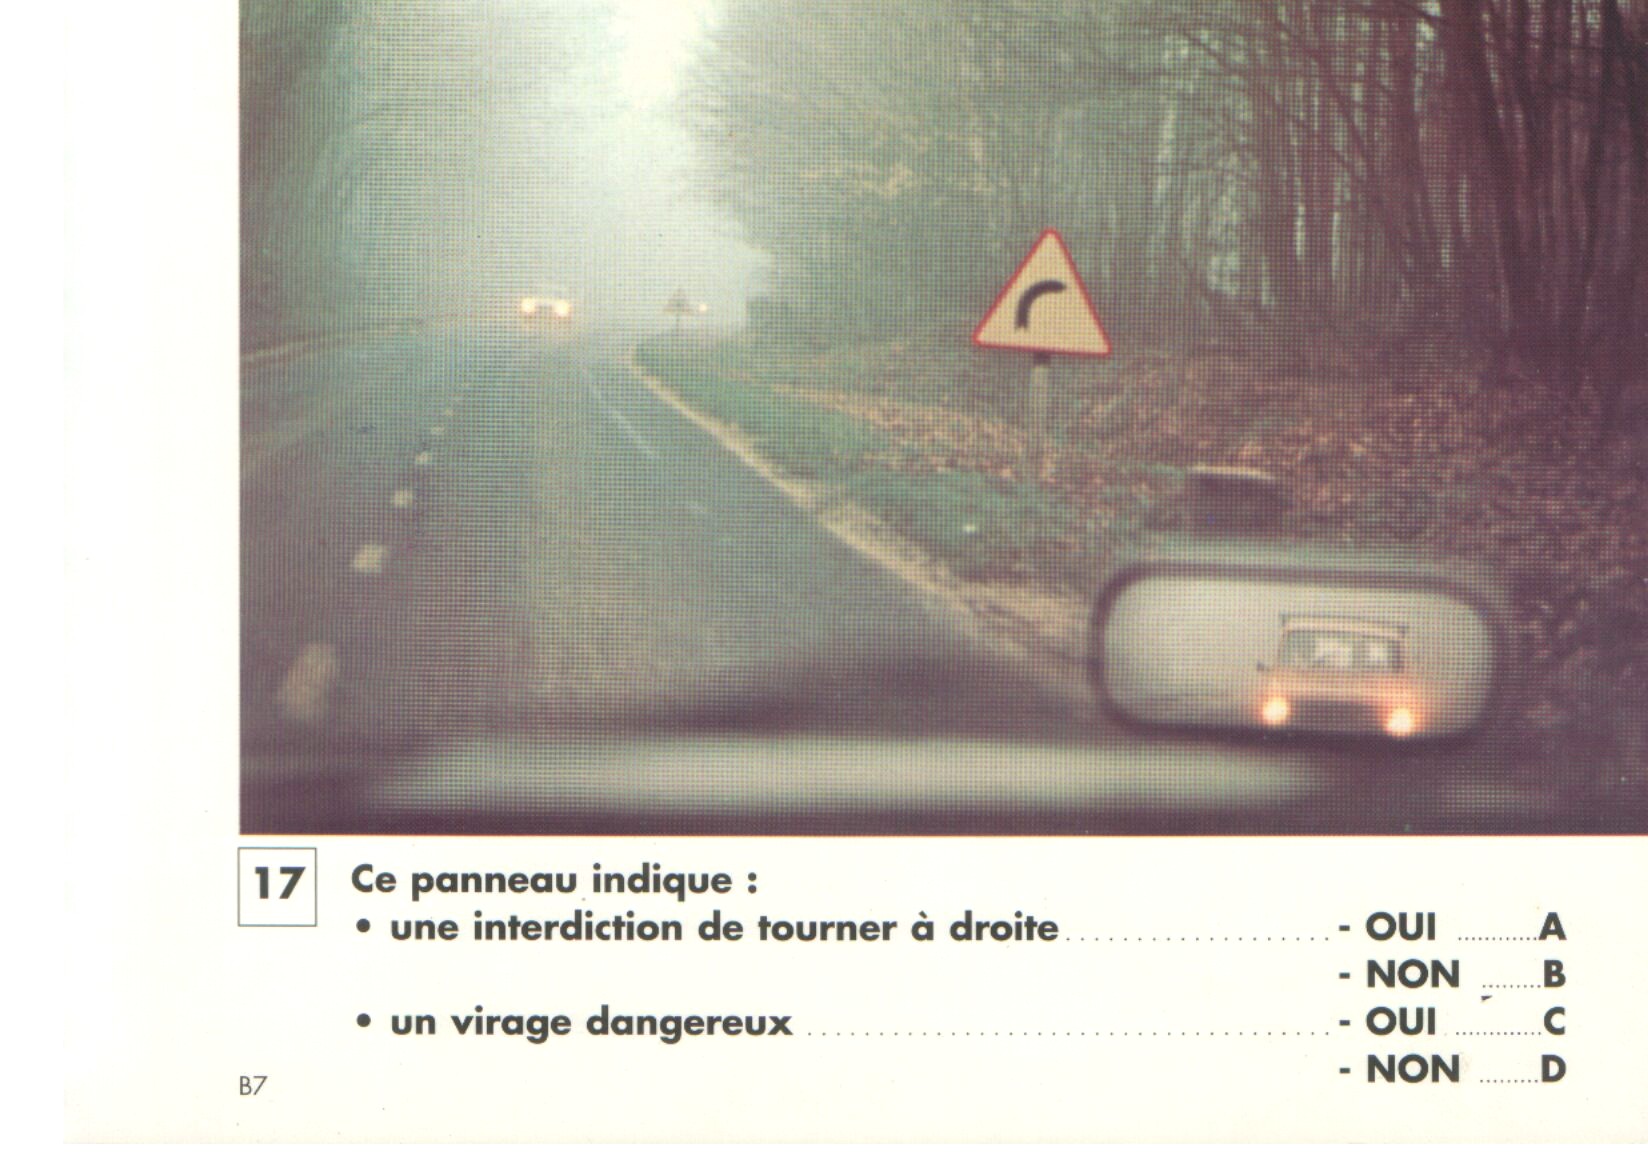 17 Ce panneau indique :
• une interdiction de tourner à droite - OUI A
- NON B
• un virage dangereux - OUI C
- NON D
B7